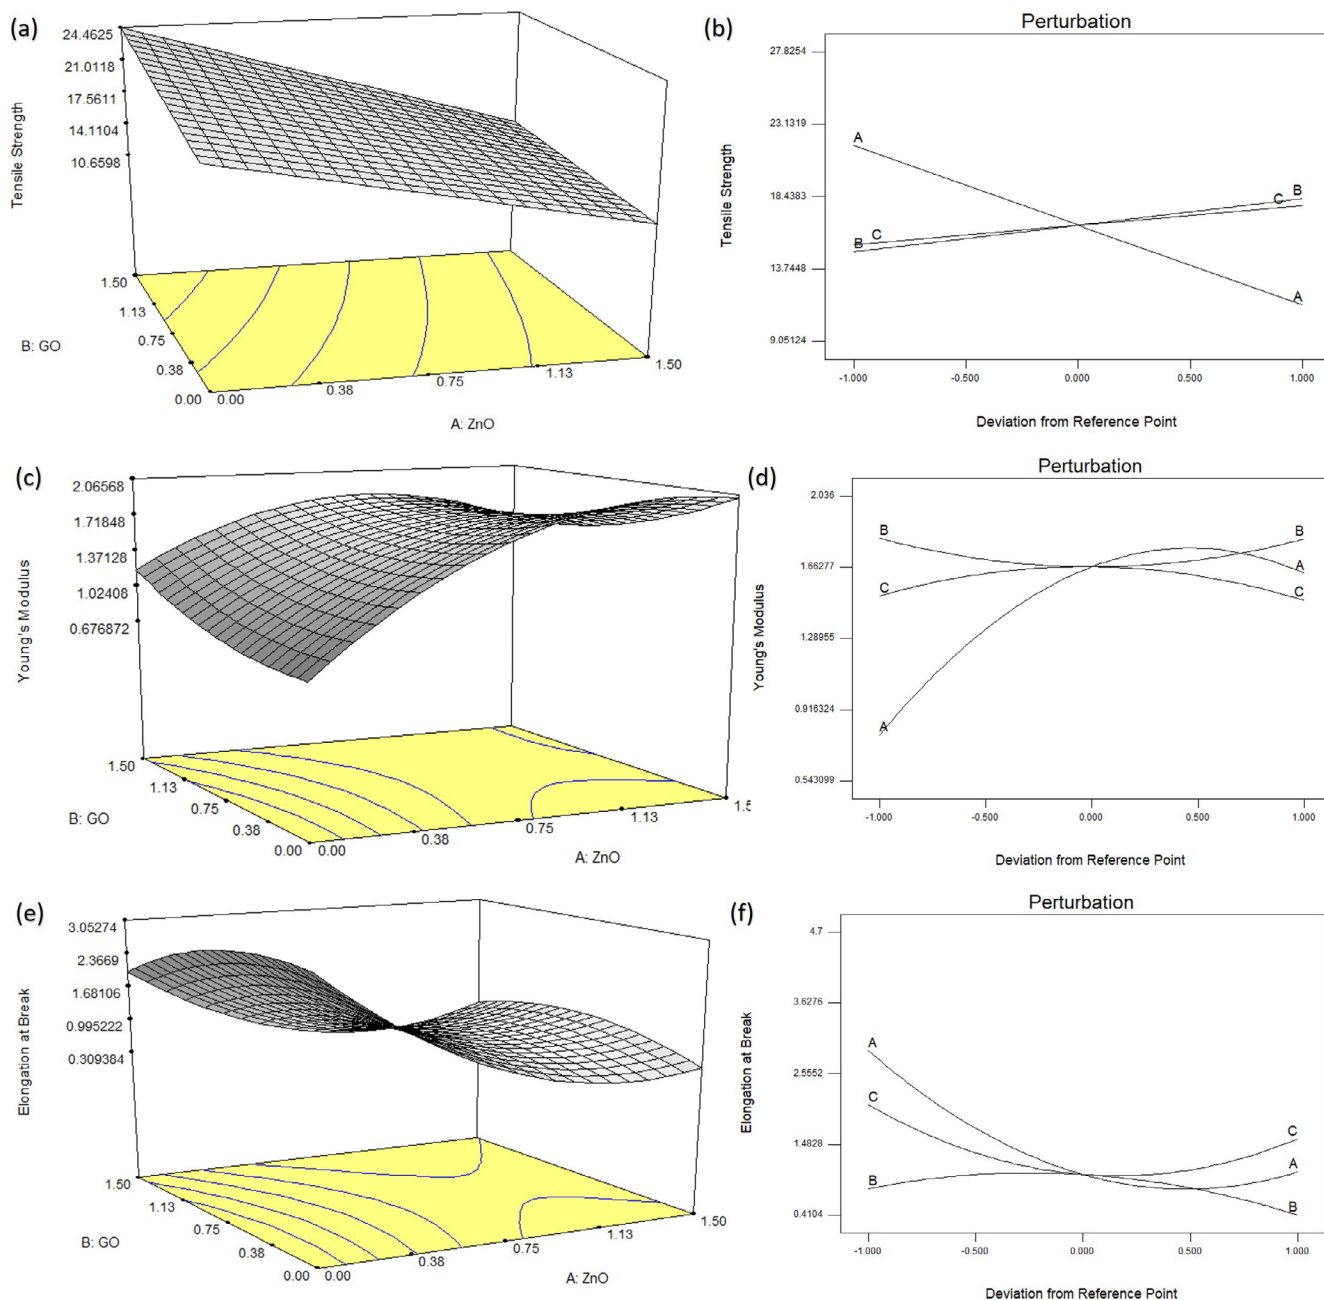 (a)
24.4625
21.0118
17.5611
14.1104
10.6598
Tensile Strength
1.50
1.13
0.75
0.38
0.00
B: GO
0.00
0.38
0.75
1.13
1.50
A: ZnO
(b)
Perturbation
27.8254
23.1319
18.4383
13.7448
9.05124
Tensile Strength
A
B
C
B
C
A
-1.000
-0.500
0.000
0.500
1.000
Deviation from Reference Point
(c)
2.06568
1.71848
1.37128
1.02408
0.676872
Young's Modulus
1.50
1.13
0.75
0.38
0.00
B: GO
0.00
0.38
0.75
1.13
1.5
A: ZnO
(d)
Perturbation
2.036
1.66277
1.28955
0.916324
0.543099
Young's Modulus
B
C
A
B
A
C
-1.000
-0.500
0.000
0.500
1.000
Deviation from Reference Point
(e)
3.05274
2.3669
1.68106
0.995222
0.309384
Elongation at Break
1.50
1.13
0.75
0.38
0.00
B: GO
0.00
0.38
0.75
1.13
1.50
A: ZnO
(f)
Perturbation
4.7
3.6276
2.5552
1.4828
0.4104
Elongation at Break
A
C
B
C
A
B
-1.000
-0.500
0.000
0.500
1.000
Deviation from Reference Point